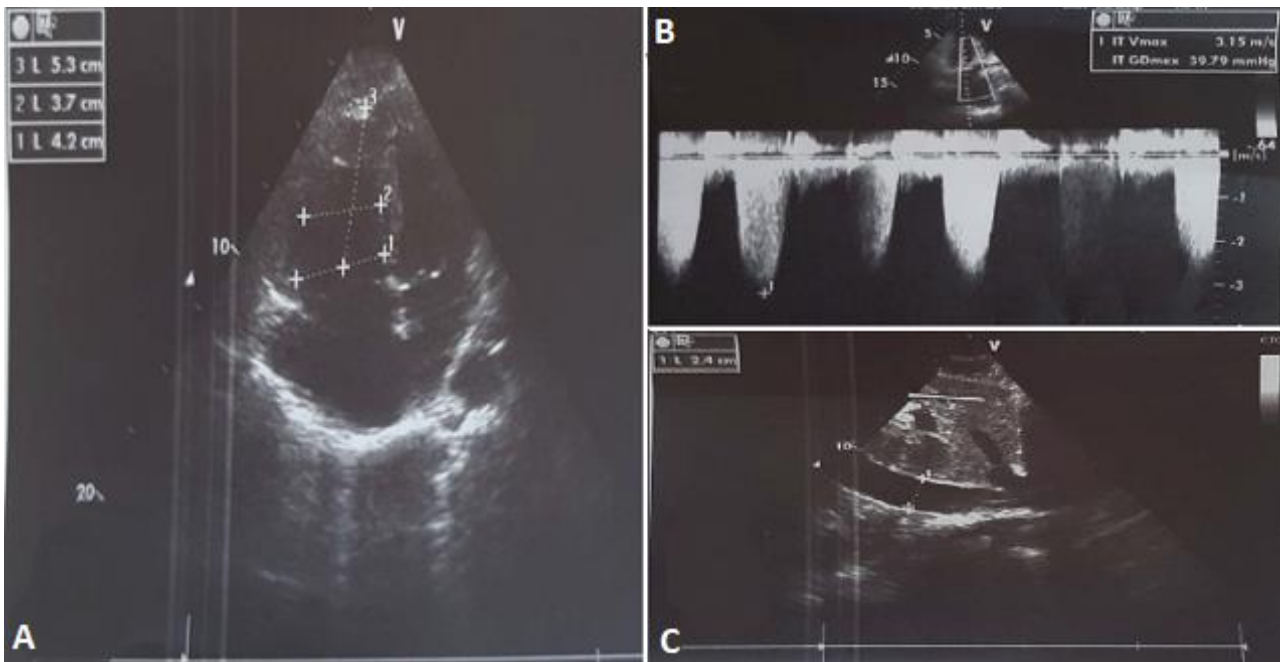 V
3 L 5.3 cm
2 L 3.7 cm
1 L 4.2 cm
3
2
1
10
20
A
B
V
5
10
15
1 IT Vmax 3.15 m/s
IT GDmax 39.79 mmHg
.64
[m/s]
-1
-2
-3
1
1 L 2.4 cm
V
10
1
C